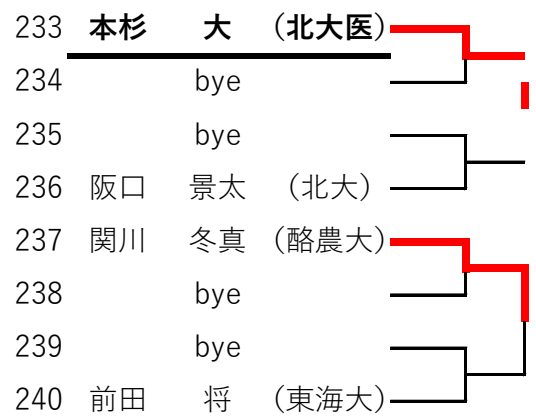 233 本杉 大 (北大医)
234 bye
235 bye
236 阪口 景太 (北大)
237 関川 冬真 (酪農大)
238 bye
239 bye
240 前田 将 (東海大)